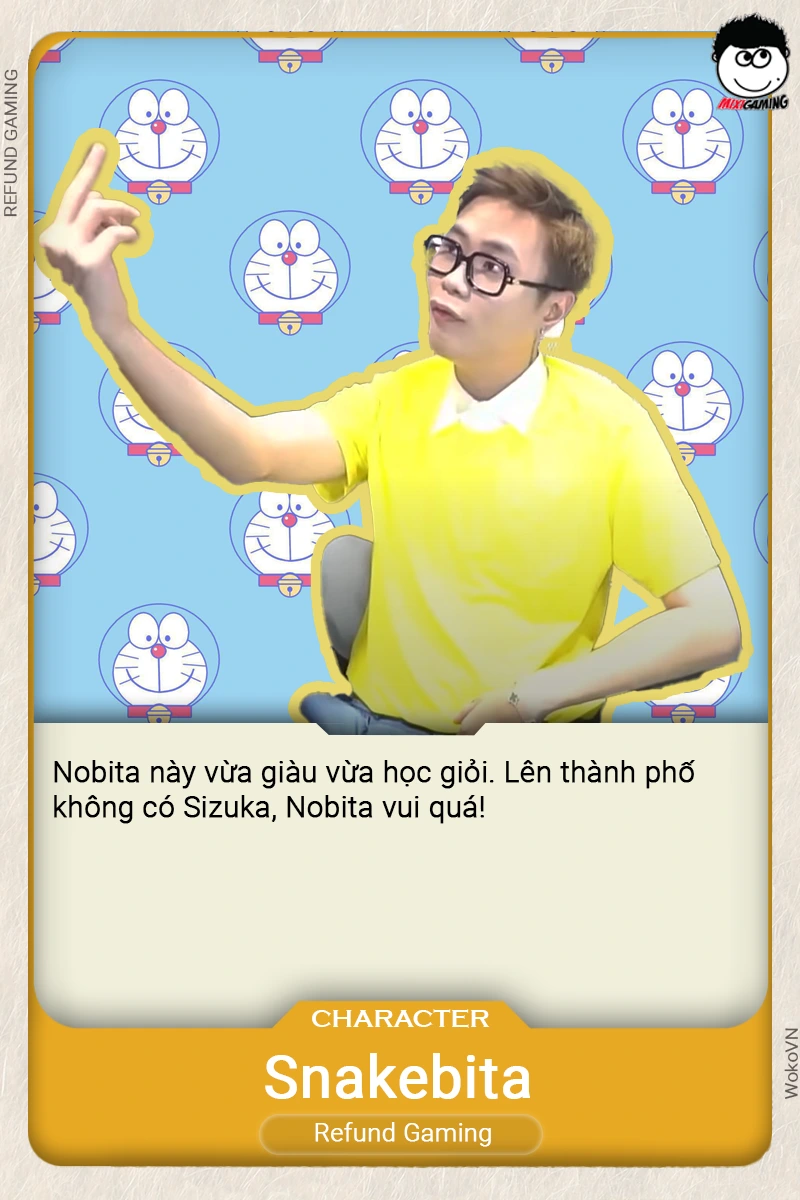 REFUND GAMING
MIXIGAMING
Nobita này vừa giàu vừa học giỏi. Lên thành phố
không có Sizuka, Nobita vui quá!
CHARACTER
Snakebita
Refund Gaming
WokoVN